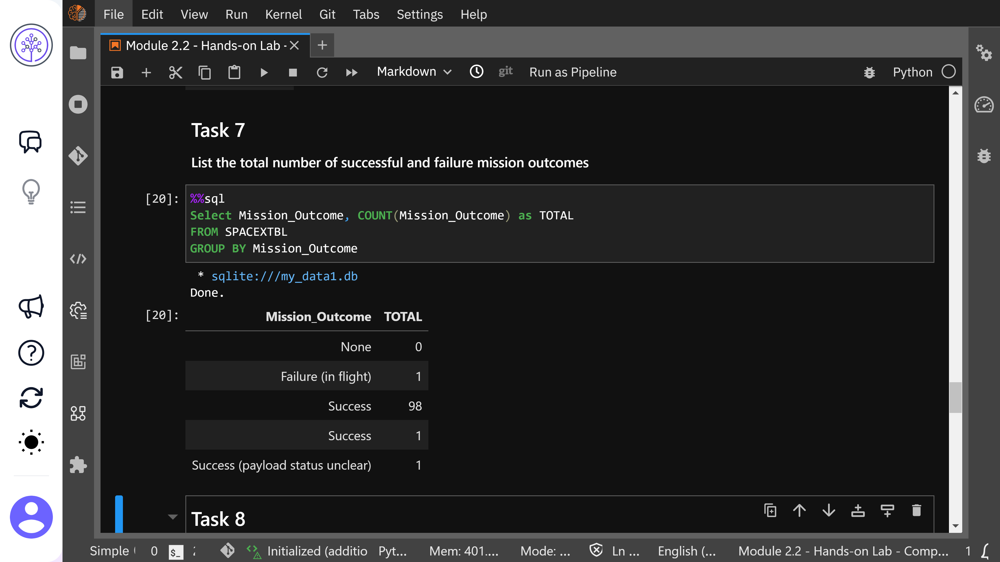 File Edit View Run Kernel Git Tabs Settings Help
Module 2.2 - Hands-on Lab -
Markdown git Run as Pipeline Python
Task 7
List the total number of successful and failure mission outcomes
[20]: %%sql
Select Mission_Outcome, COUNT(Mission_Outcome) as TOTAL
FROM SPACEXTBL
GROUP BY Mission_Outcome
* sqlite:///my_data1.db
Done.
[20]: Mission_Outcome TOTAL
None 0
Failure (in flight) 1
Success 98
Success 1
Success (payload status unclear) 1
Task 8
Simple 0 $_ Initialized (additio Pyt... Mem: 401.... Mode: ... Ln ... English (... Module 2.2 - Hands-on Lab - Comp... 1